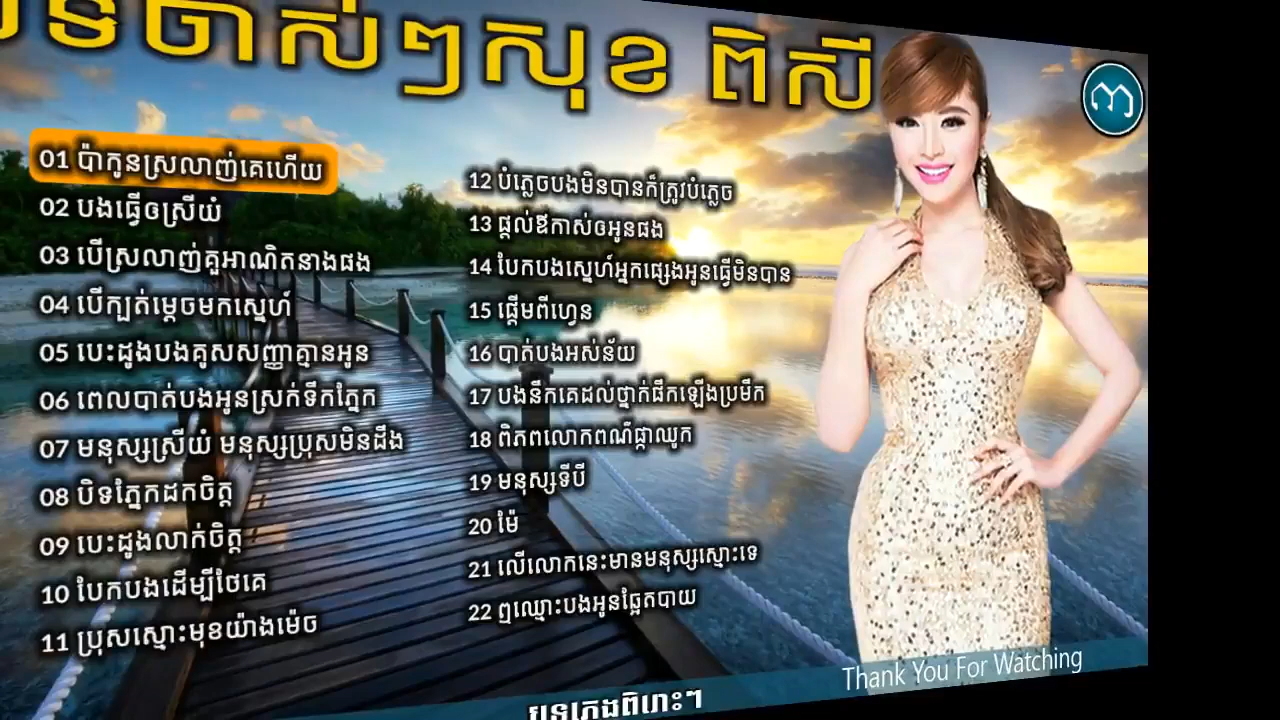 បទចាស់ៗសុខ ពិសី
01 ប៉ាកូនស្រលាញ់គេហើយ
02 បងធ្វើឲស្រីយំ
03 បើស្រលាញ់គួអាណិតនាងផង
04 បើក្បត់ម្ដេចមកស្នេហ៍
05 បេះដូងបងគូសសញ្ញាគ្មានអូន
06 ពេលបាត់បងអូនស្រក់ទឹកភ្នែក
07 មនុស្សស្រីយំ មនុស្សប្រុសមិនដឹង
08 បិទភ្នែកដកចិត្ត
09 បេះដូងលាក់ចិត្ត
10 បែកបងដើម្បីថែគេ
11 ប្រុសស្មោះមុខយ៉ាងម៉េច
12 បំភ្លេចបងមិនបានក៏ត្រូវបំភ្លេច
13 ផ្ដល់ឪកាស់ឲអូនផង
14 បែកបងស្នេហ៍អ្នកផ្សេងអូនធ្វើមិនបាន
15 ផ្ដើមពីហ្វេន
16 បាត់បងអស់ន័យ
17 បងនឹកគេដល់ថ្នាក់ផឹកឡើងប្រមឹក
18 ពិភពលោកពណ៌ផ្កាឈូក
19 មនុស្សទីបី
20 ម៉ែ
21 លើលោកនេះមានមនុស្សស្មោះទេ
22 ឮឈ្មោះបងអូនឆ្អែតបាយ
Thank You For Watching
បទភ្លេងពិរោះៗ